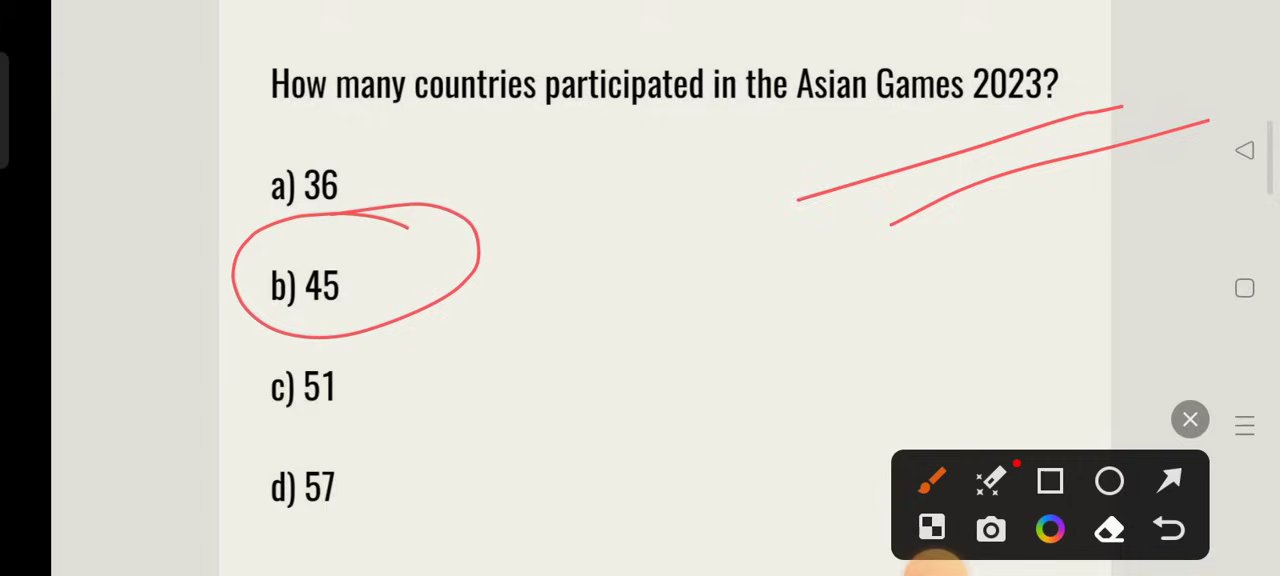 How many countries participated in the Asian Games 2023?
a) 36
b) 45
c) 51
d) 57